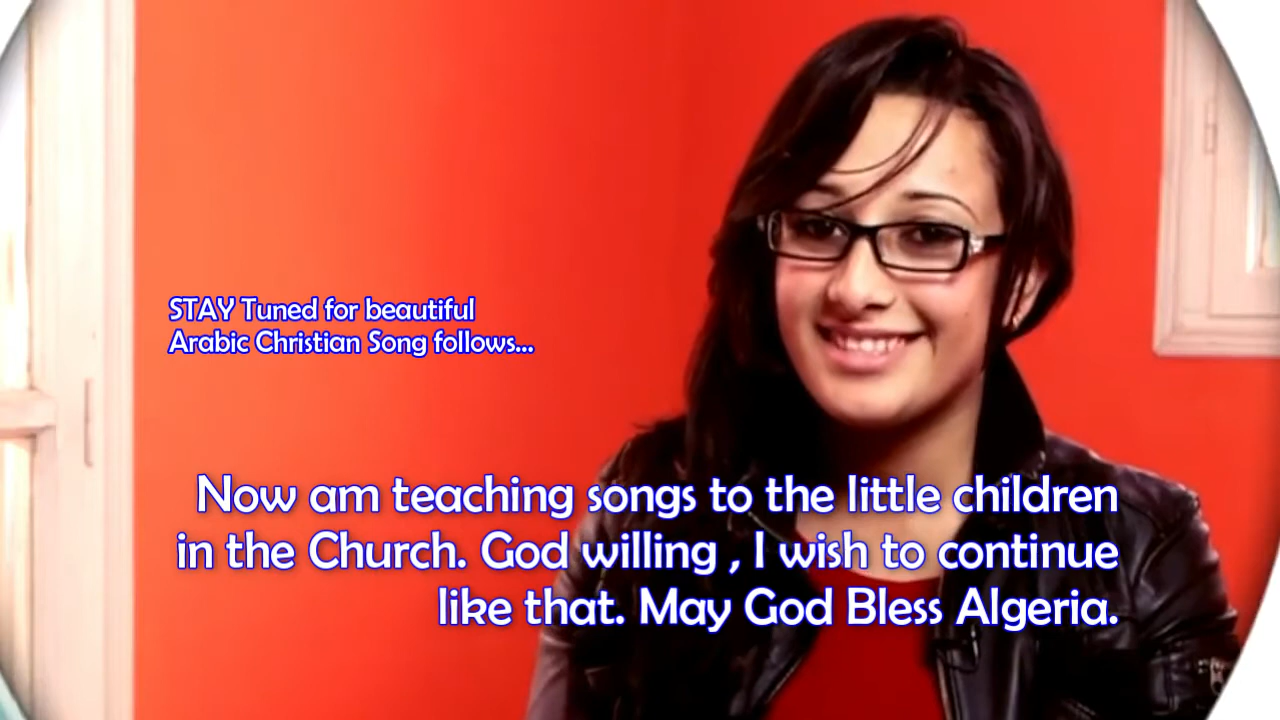 STAY Tuned for beautiful
Arabic Christian Song follows...
Now am teaching songs to the little children
in the Church. God willing , I wish to continue
like that. May God Bless Algeria.